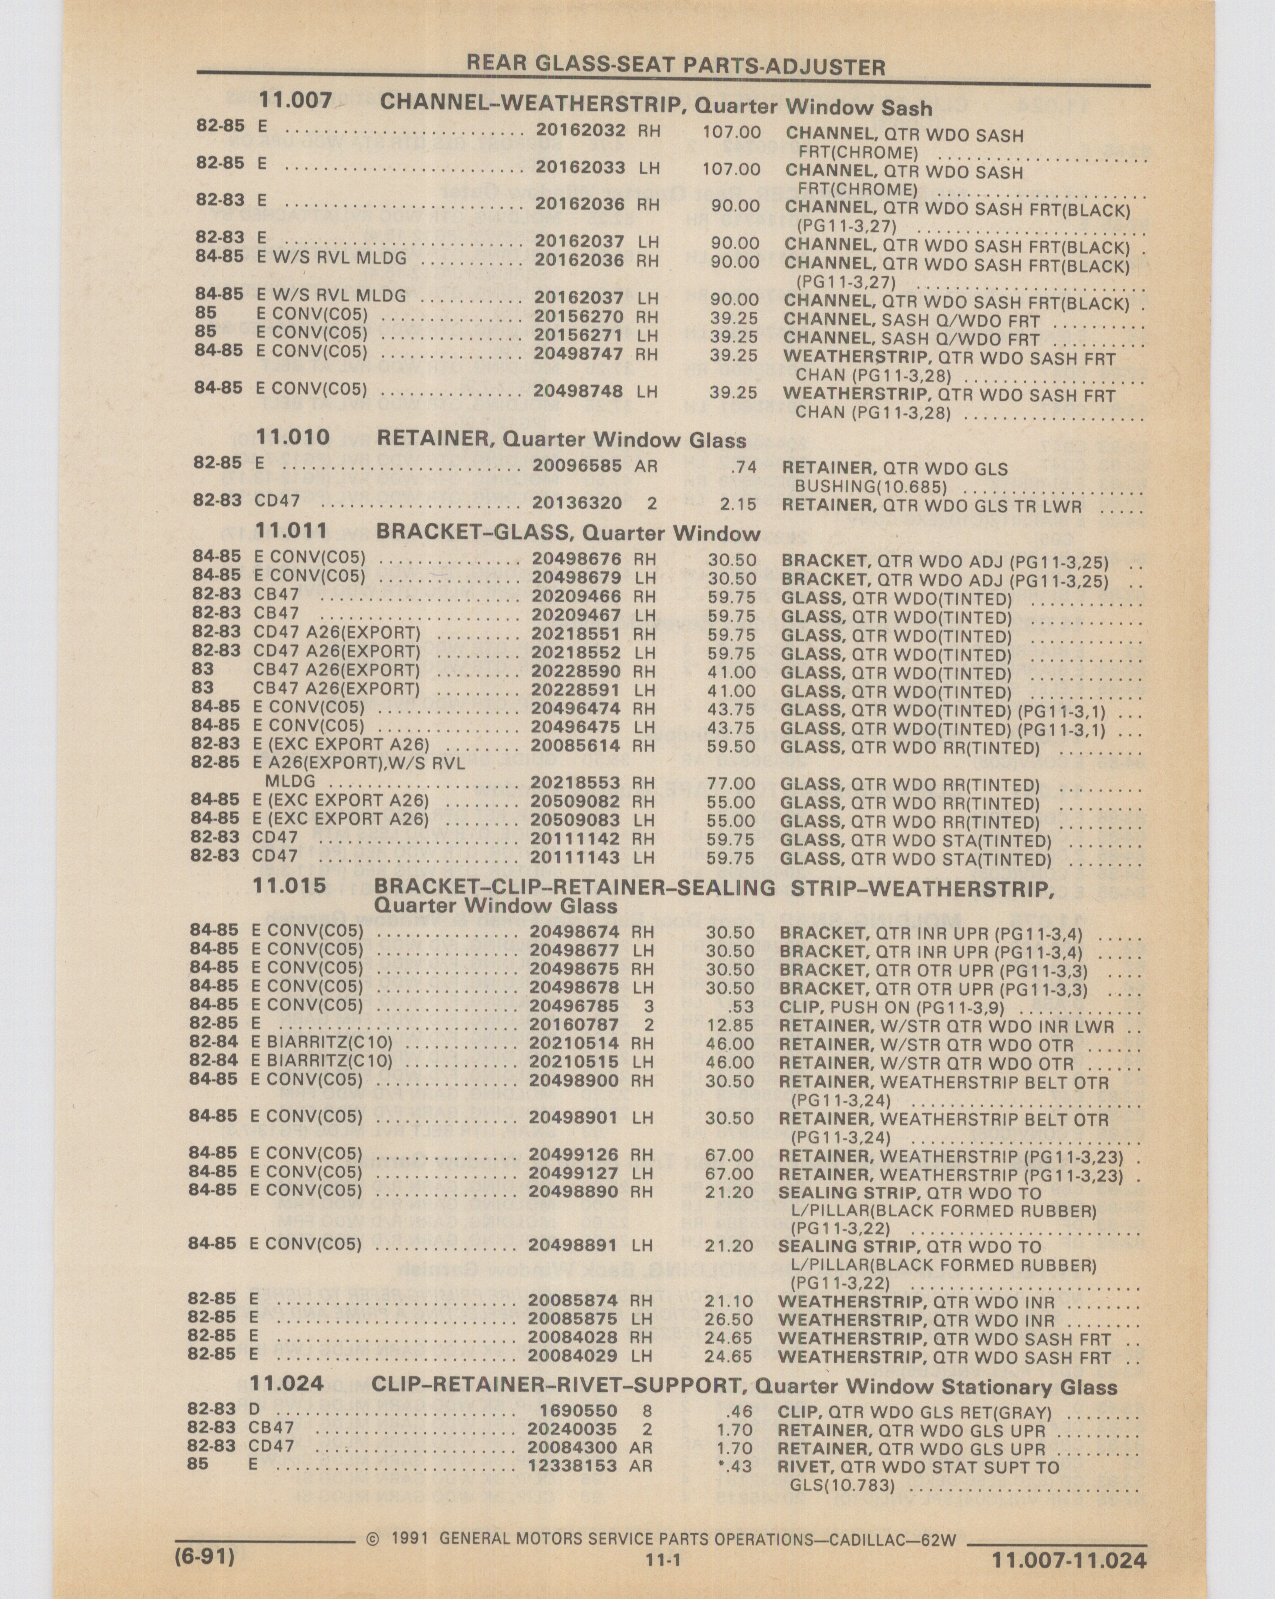 REAR GLASS-SEAT PARTS-ADJUSTER
11.007 CHANNEL–WEATHERSTRIP, Quarter Window Sash
82-85 E ........................ 20162032 RH 107.00 CHANNEL, QTR WDO SASH
FRT(CHROME) .....................
82-85 E ........................ 20162033 LH 107.00 CHANNEL, QTR WDO SASH
FRT(CHROME) .....................
82-83 E ........................ 20162036 RH 90.00 CHANNEL, QTR WDO SASH FRT(BLACK)
(PG11-3,27) .......................
82-83 E ........................ 20162037 LH 90.00 CHANNEL, QTR WDO SASH FRT(BLACK) .
84-85 E W/S RVL MLDG ........... 20162036 RH 90.00 CHANNEL, QTR WDO SASH FRT(BLACK)
(PG11-3,27) .......................
84-85 E W/S RVL MLDG ........... 20162037 LH 90.00 CHANNEL, QTR WDO SASH FRT(BLACK) .
85 E CONV(C05) ............... 20156270 RH 39.25 CHANNEL, SASH Q/WDO FRT ..........
85 E CONV(C05) ............... 20156271 LH 39.25 CHANNEL, SASH Q/WDO FRT ..........
84-85 E CONV(C05) ............... 20498747 RH 39.25 WEATHERSTRIP, QTR WDO SASH FRT
CHAN (PG11-3,28) ..................
84-85 E CONV(C05) ............... 20498748 LH 39.25 WEATHERSTRIP, QTR WDO SASH FRT
CHAN (PG11-3,28) ..................
11.010 RETAINER, Quarter Window Glass
82-85 E ........................ 20096585 AR .74 RETAINER, QTR WDO GLS
BUSHING(10.685) ..................
82-83 CD47 .................... 20136320 2 2.15 RETAINER, QTR WDO GLS TR LWR .....
11.011 BRACKET–GLASS, Quarter Window
84-85 E CONV(C05) ............... 20498676 RH 30.50 BRACKET, QTR WDO ADJ (PG11-3,25) ..
84-85 E CONV(C05) ............... 20498679 LH 30.50 BRACKET, QTR WDO ADJ (PG11-3,25) ..
82-83 CB47 .................... 20209466 RH 59.75 GLASS, QTR WDO(TINTED) ............
82-83 CB47 .................... 20209467 LH 59.75 GLASS, QTR WDO(TINTED) ............
82-83 CD47 A26(EXPORT) ......... 20218551 RH 59.75 GLASS, QTR WDO(TINTED) ............
82-83 CD47 A26(EXPORT) ......... 20218552 LH 59.75 GLASS, QTR WDO(TINTED) ............
83 CB47 A26(EXPORT) ......... 20228590 RH 41.00 GLASS, QTR WDO(TINTED) ............
83 CB47 A26(EXPORT) ......... 20228591 LH 41.00 GLASS, QTR WDO(TINTED) ............
84-85 E CONV(C05) ............... 20496474 RH 43.75 GLASS, QTR WDO(TINTED) (PG11-3,1) ...
84-85 E CONV(C05) ............... 20496475 LH 43.75 GLASS, QTR WDO(TINTED) (PG11-3,1) ...
82-83 E (EXC EXPORT A26) ........ 20085614 RH 59.50 GLASS, QTR WDO RR(TINTED) .........
82-85 E A26(EXPORT),W/S RVL
MLDG .................... 20218553 RH 77.00 GLASS, QTR WDO RR(TINTED) .........
84-85 E (EXC EXPORT A26) ........ 20509082 RH 55.00 GLASS, QTR WDO RR(TINTED) .........
84-85 E (EXC EXPORT A26) ........ 20509083 LH 55.00 GLASS, QTR WDO RR(TINTED) .........
82-83 CD47 .................... 20111142 RH 59.75 GLASS, QTR WDO STA(TINTED) ........
82-83 CD47 .................... 20111143 LH 59.75 GLASS, QTR WDO STA(TINTED) ........
11.015 BRACKET–CLIP–RETAINER–SEALING STRIP–WEATHERSTRIP,
Quarter Window Glass
84-85 E CONV(C05) ............... 20498674 RH 30.50 BRACKET, QTR INR UPR (PG11-3,4) .....
84-85 E CONV(C05) ............... 20498677 LH 30.50 BRACKET, QTR INR UPR (PG11-3,4) .....
84-85 E CONV(C05) ............... 20498675 RH 30.50 BRACKET, QTR OTR UPR (PG11-3,3) ....
84-85 E CONV(C05) ............... 20498678 LH 30.50 BRACKET, QTR OTR UPR (PG11-3,3) ....
84-85 E CONV(C05) ............... 20496785 3 .53 CLIP, PUSH ON (PG11-3,9) .............
82-85 E ........................ 20160787 2 12.85 RETAINER, W/STR QTR WDO INR LWR ..
82-84 E BIARRITZ(C10) ............ 20210514 RH 46.00 RETAINER, W/STR QTR WDO OTR ......
82-84 E BIARRITZ(C10) ............ 20210515 LH 46.00 RETAINER, W/STR QTR WDO OTR ......
84-85 E CONV(C05) ............... 20498900 RH 30.50 RETAINER, WEATHERSTRIP BELT OTR
(PG11-3,24) .......................
84-85 E CONV(C05) ............... 20498901 LH 30.50 RETAINER, WEATHERSTRIP BELT OTR
(PG11-3,24) .......................
84-85 E CONV(C05) ............... 20499126 RH 67.00 RETAINER, WEATHERSTRIP (PG11-3,23) .
84-85 E CONV(C05) ............... 20499127 LH 67.00 RETAINER, WEATHERSTRIP (PG11-3,23) .
84-85 E CONV(C05) ............... 20498890 RH 21.20 SEALING STRIP, QTR WDO TO
L/PILLAR(BLACK FORMED RUBBER)
(PG11-3,22) .......................
84-85 E CONV(C05) ............... 20498891 LH 21.20 SEALING STRIP, QTR WDO TO
L/PILLAR(BLACK FORMED RUBBER)
(PG11-3,22) .......................
82-85 E ........................ 20085874 RH 21.10 WEATHERSTRIP, QTR WDO INR ........
82-85 E ........................ 20085875 LH 26.50 WEATHERSTRIP, QTR WDO INR ........
82-85 E ........................ 20084028 RH 24.65 WEATHERSTRIP, QTR WDO SASH FRT ..
82-85 E ........................ 20084029 LH 24.65 WEATHERSTRIP, QTR WDO SASH FRT ..
11.024 CLIP–RETAINER–RIVET–SUPPORT, Quarter Window Stationary Glass
82-83 D ........................ 1690550 8 .46 CLIP, QTR WDO GLS RET(GRAY) ........
82-83 CB47 .................... 20240035 2 1.70 RETAINER, QTR WDO GLS UPR .........
82-83 CD47 .................... 20084300 AR 1.70 RETAINER, QTR WDO GLS UPR .........
85 E ........................ 12338153 AR *.43 RIVET, QTR WDO STAT SUPT TO
GLS(10.783) .......................
© 1991 GENERAL MOTORS SERVICE PARTS OPERATIONS—CADILLAC—62W
(6-91) 11-1 11.007-11.024